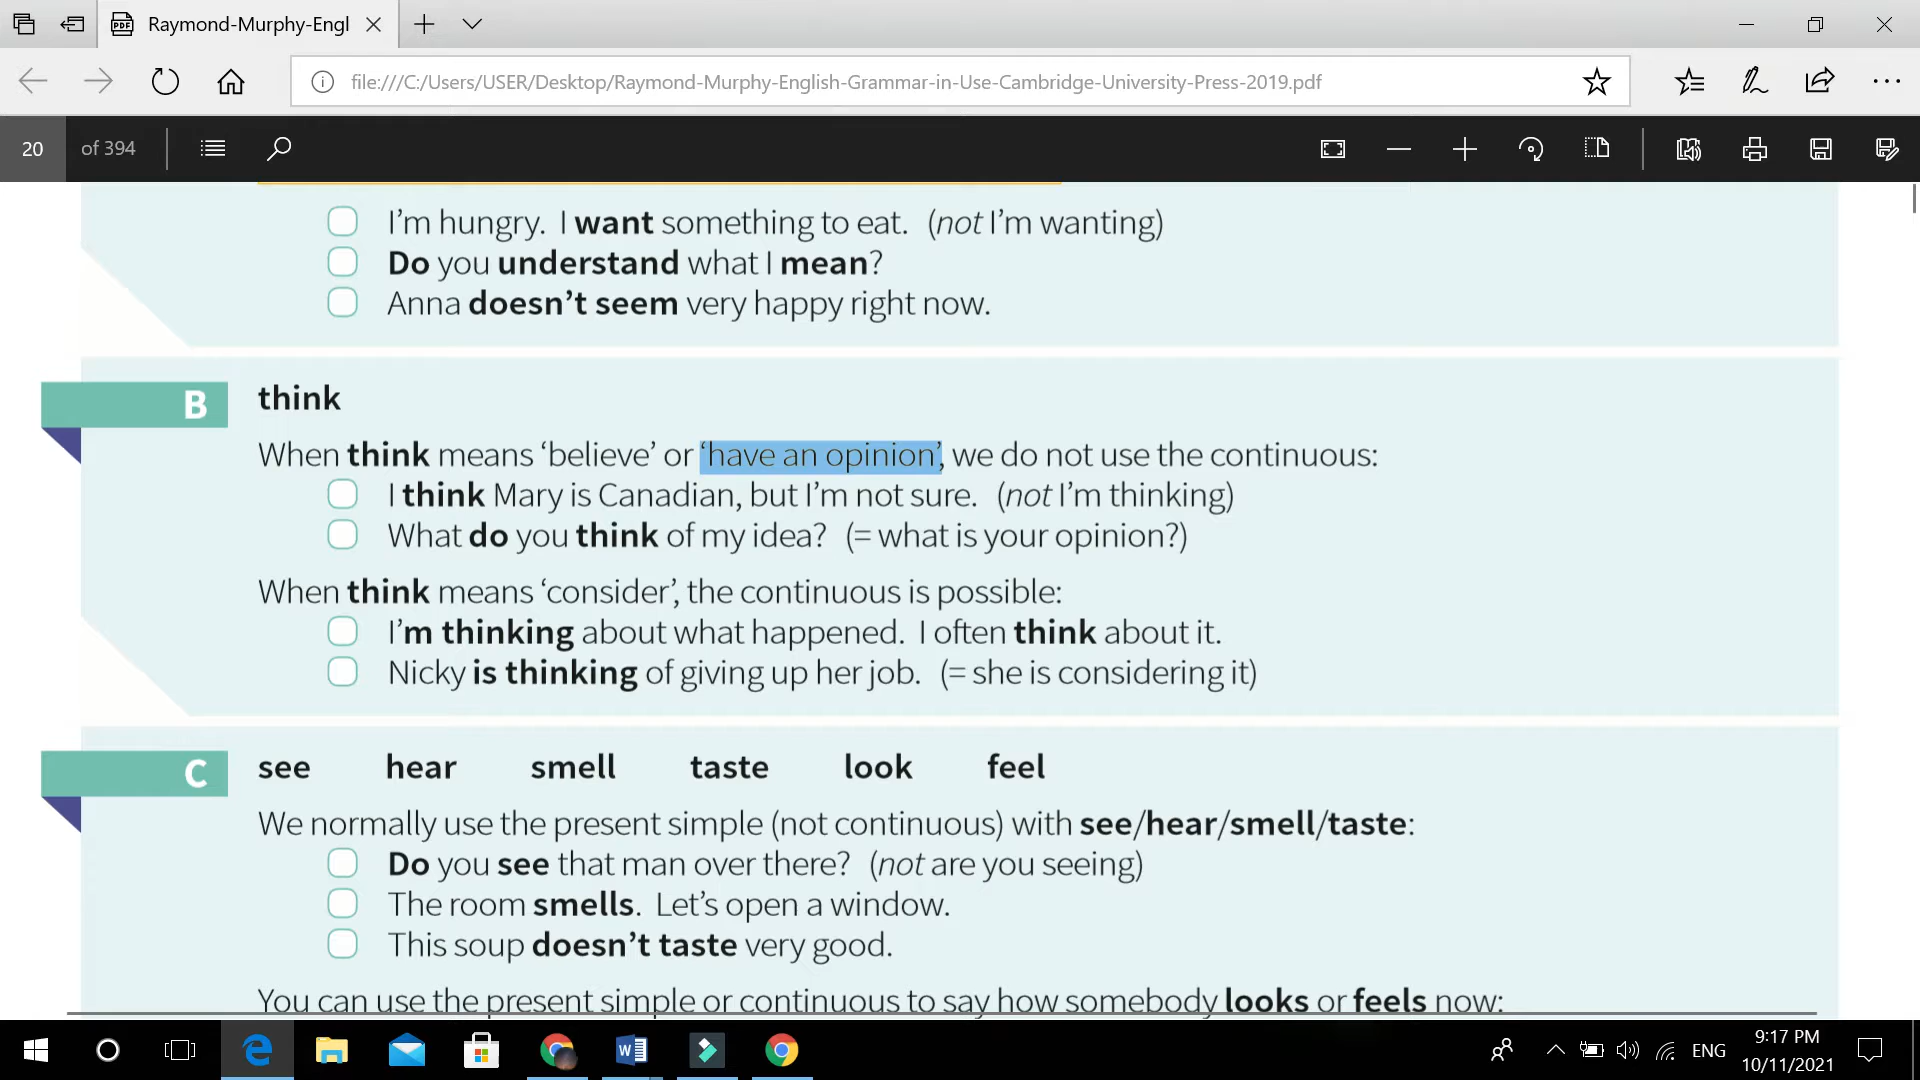 Raymond-Murphy-Engl
file:///C:/Users/USER/Desktop/Raymond-Murphy-English-Grammar-in-Use-Cambridge-University-Press-2019.pdf
20 of 394
I’m hungry. I want something to eat. (not I’m wanting)
Do you understand what I mean?
Anna doesn’t seem very happy right now.
B think
When think means ‘believe’ or ‘have an opinion’, we do not use the continuous:
I think Mary is Canadian, but I’m not sure. (not I’m thinking)
What do you think of my idea? (= what is your opinion?)
When think means ‘consider’, the continuous is possible:
I’m thinking about what happened. I often think about it.
Nicky is thinking of giving up her job. (= she is considering it)
C see hear smell taste look feel
We normally use the present simple (not continuous) with see/hear/smell/taste:
Do you see that man over there? (not are you seeing)
The room smells. Let’s open a window.
This soup doesn’t taste very good.
You can use the present simple or continuous to say how somebody looks or feels now:
ENG
9:17 PM
10/11/2021